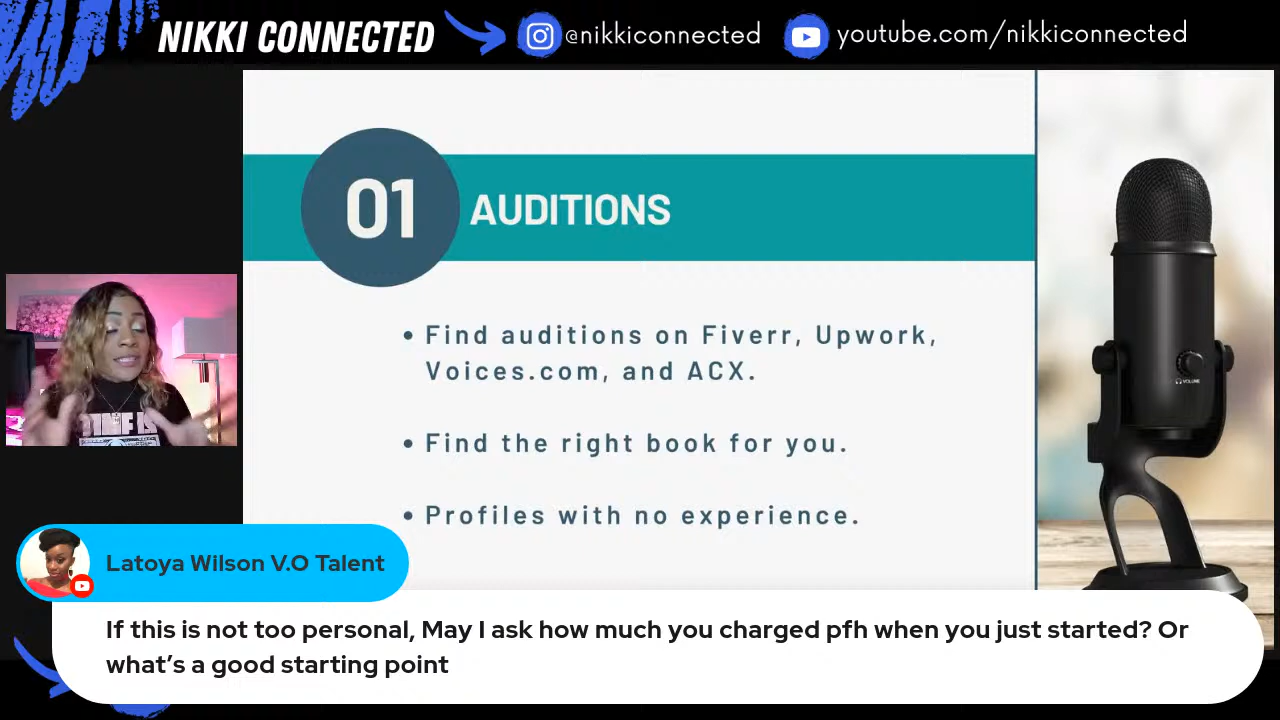 NIKKI CONNECTED
@nikkiconnected
youtube.com/nikkiconnected
01
AUDITIONS
• Find auditions on Fiverr, Upwork,
Voices.com, and ACX.
• Find the right book for you.
• Profiles with no experience.
VOLUME
Latoya Wilson V.O Talent
If this is not too personal, May I ask how much you charged pfh when you just started? Or
what’s a good starting point